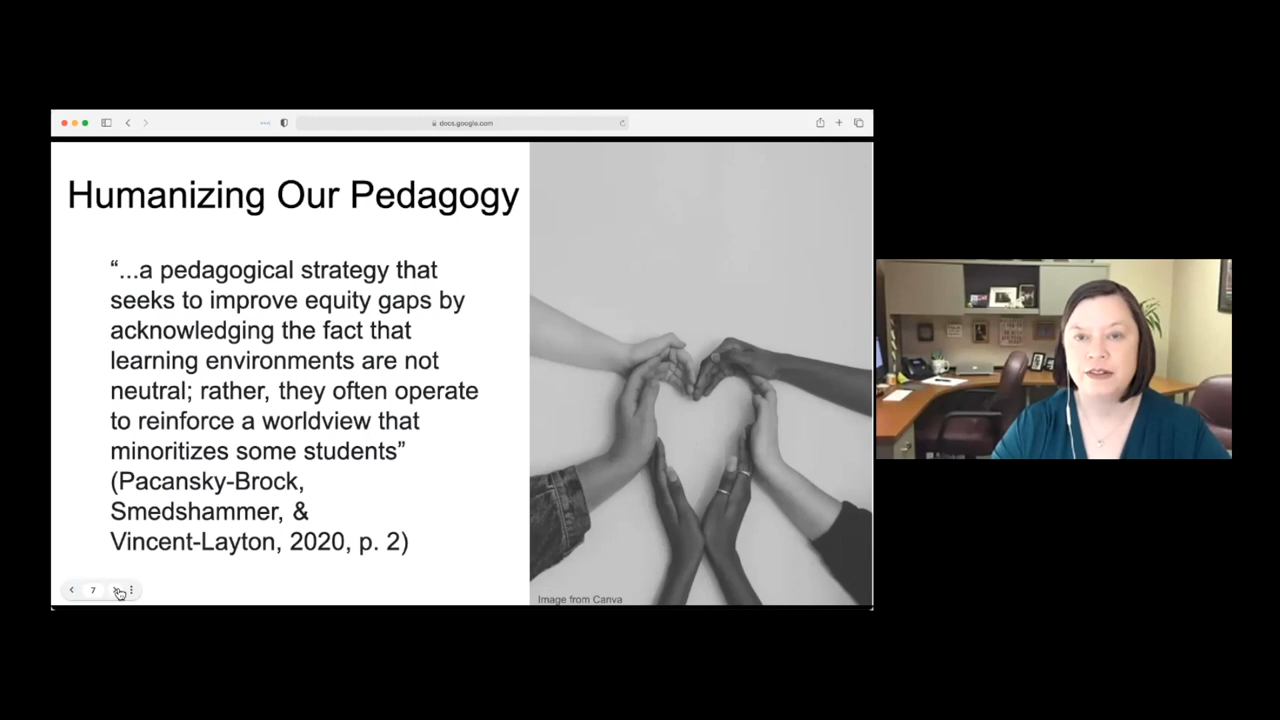 docs.google.com
Humanizing Our Pedagogy
“...a pedagogical strategy that
seeks to improve equity gaps by
acknowledging the fact that
learning environments are not
neutral; rather, they often operate
to reinforce a worldview that
minoritizes some students”
(Pacansky-Brock,
Smedshammer, &
Vincent-Layton, 2020, p. 2)
7
Image from Canva